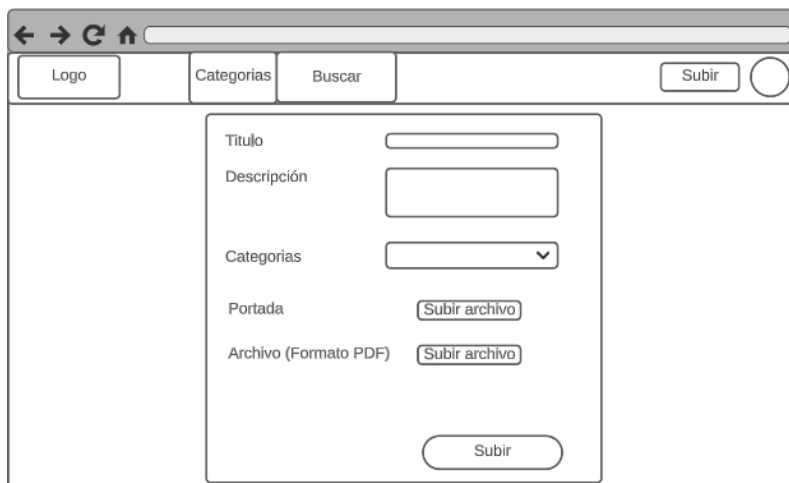 Logo
Categorias
Buscar
Subir
Titulo
Descripción
Categorias
Portada
Subir archivo
Archivo (Formato PDF)
Subir archivo
Subir